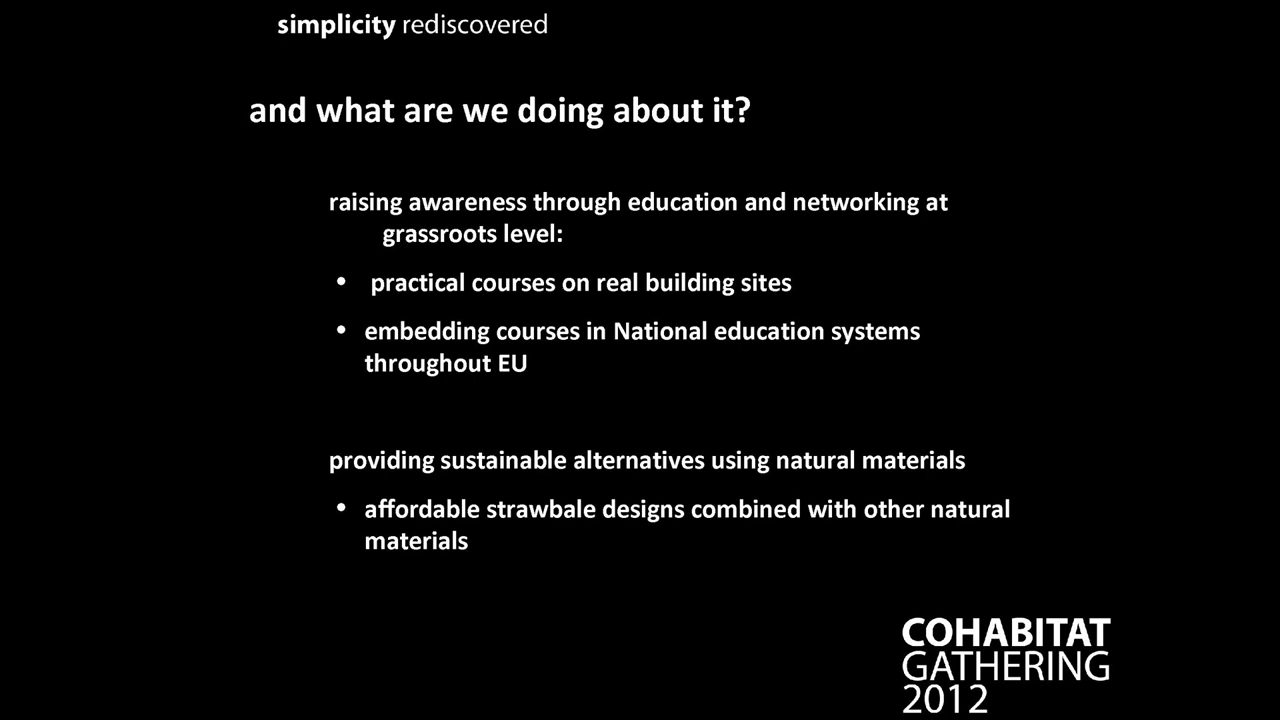 simplicity rediscovered
and what are we doing about it?
raising awareness through education and networking at
grassroots level:
• practical courses on real building sites
• embedding courses in National education systems
throughout EU
providing sustainable alternatives using natural materials
• affordable strawbale designs combined with other natural
materials
COHABITAT
GATHERING
2012